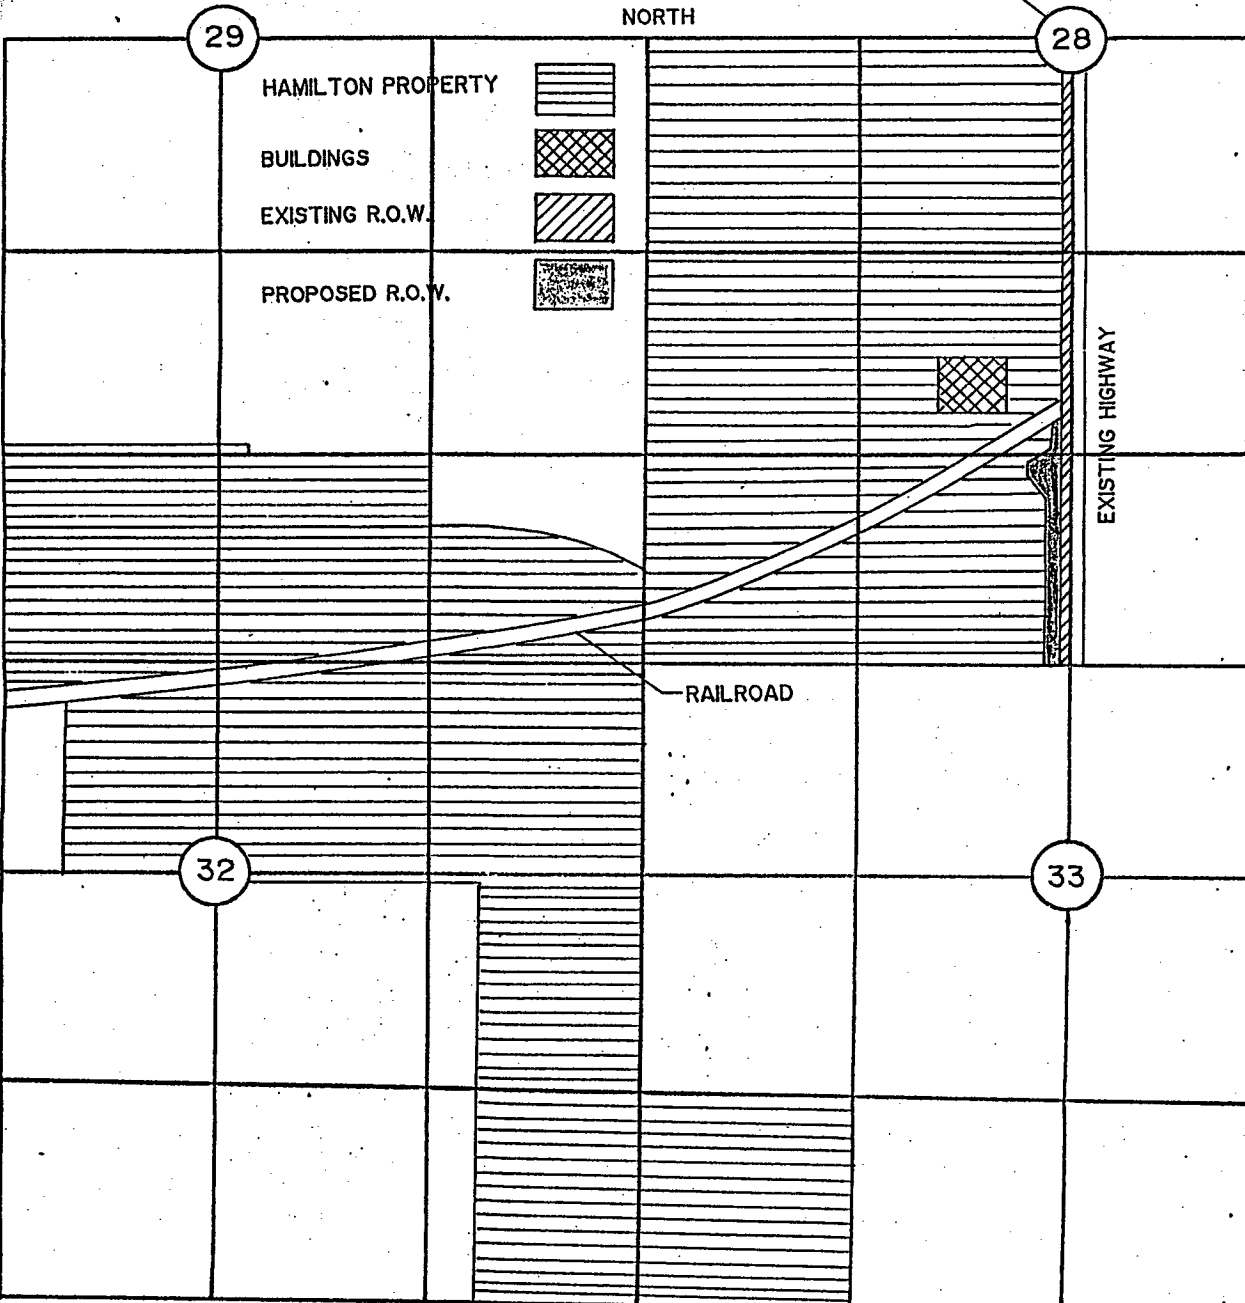 NORTH
29
28
HAMILTON PROPERTY
BUILDINGS
EXISTING R.O.W.
PROPOSED R.O.W.
EXISTING HIGHWAY
RAILROAD
32
33